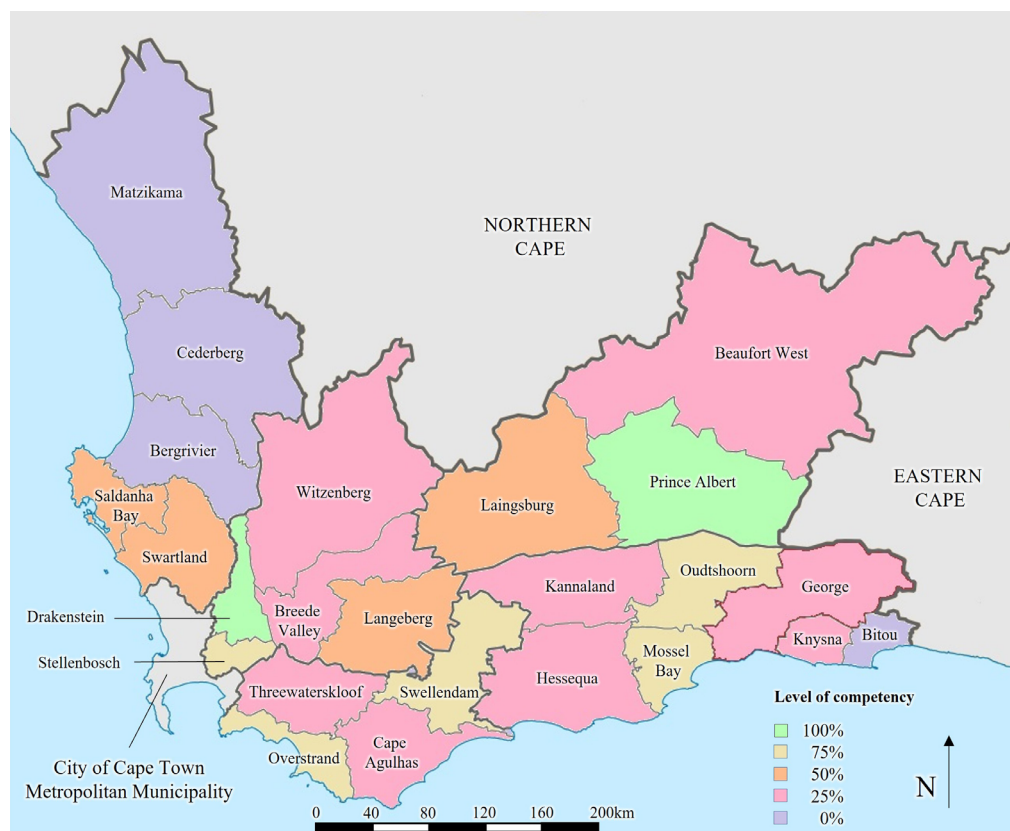 Matzikama
NORTHERN
CAPE
Cederberg
Beaufort West
Bergrivier
Witzenberg
Saldanha
Bay
Laingsburg
Prince Albert
EASTERN
CAPE
Swartland
Oudtshoorn
Kannaland
George
Drakenstein
Breede
Valley
Langeberg
Knysna
Bitou
Stellenbosch
Mossel
Bay
Threewaterskloof
Swellendam
Hessequa
Level of competency
100%
75%
50%
25%
0%
Cape
Agulhas
Overstrand
City of Cape Town
Metropolitan Municipality
N
0 40 80 120 160 200km